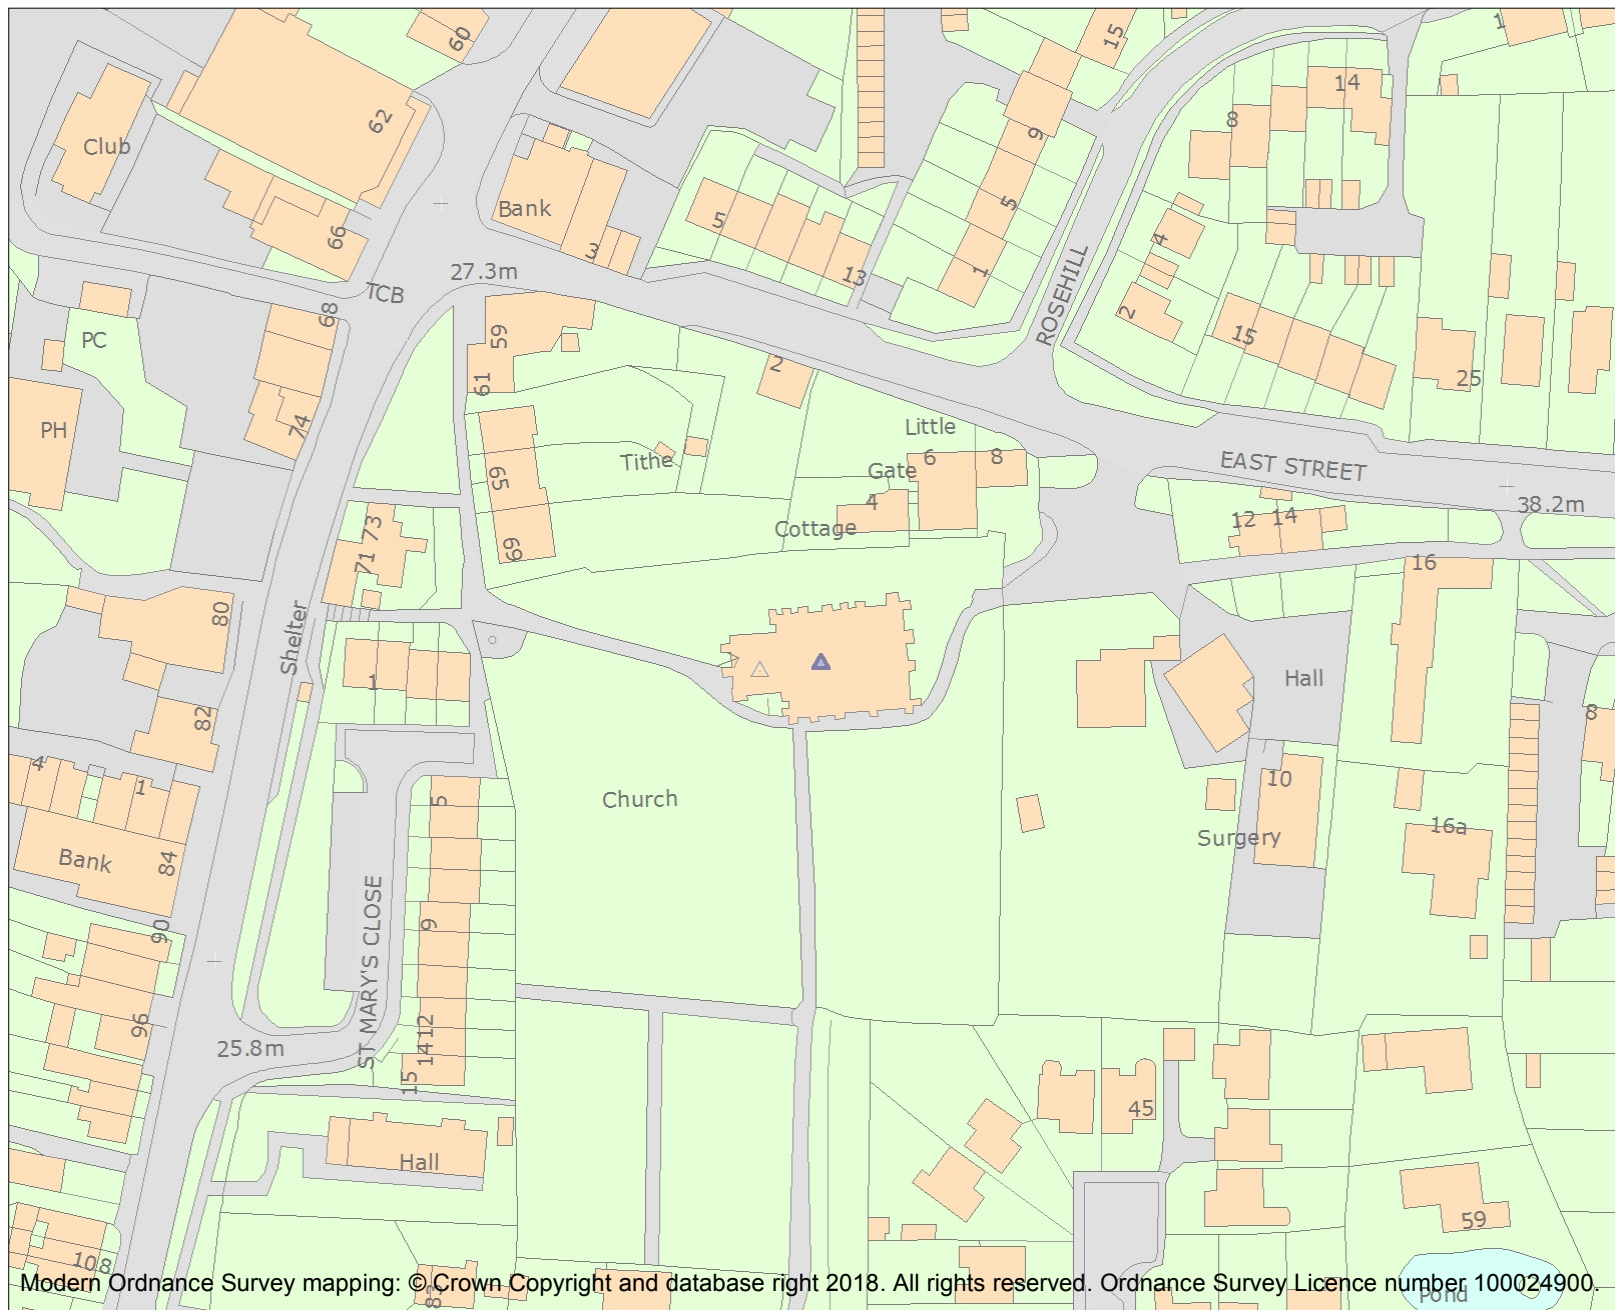 60
15
1
14
Club
62
9
8
Bank
5
5
4
66
3
13
1
27.3m
TCB
ROSEHILL
68
2
PC
59
15
2
61
25
74
PH
Little
Tithe
6
8
Gate
EAST STREET
65
4
38.2m
73
Cottage
12
14
69
71
16
80
Shelter
1
Hall
82
8
4
1
5
Church
10
Surgery
16a
Bank
84
90
9
ST MARY'S CLOSE
96
12
14
25.8m
15
45
Hall
59
108
83
Pond
Modern Ordnance Survey mapping: © Crown Copyright and database right 2018. All rights reserved. Ordnance Survey Licence number 100024900.